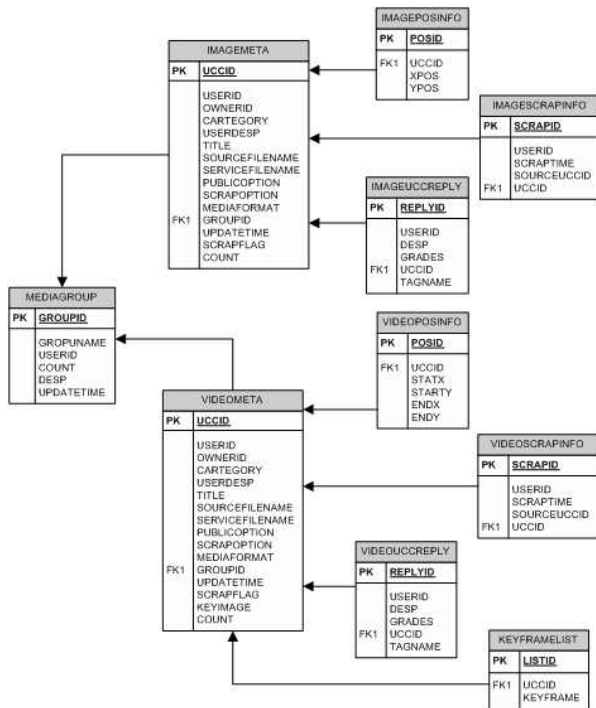 IMAGEPOSINFO
PK POSID
FK1 UCCID
XPOS
YPOS
IMAGEMETA
PK UCCID
USERID
OWNERID
CARTEGORY
USERDESP
TITLE
SOURCEFILENAME
SERVICEFILENAME
PUBLICOPTION
SCRAPOPTION
MEDIAFORMAT
FK1 GROUPID
UPDATETIME
SCRAPFLAG
COUNT
IMAGESCRAPINFO
PK SCRAPID
USERID
SCRAPTIME
SOURCEUCCID
FK1 UCCID
IMAGEUCCREPLY
PK REPLYID
USERID
DESP
GRADES
FK1 UCCID
TAGNAME
MEDIAGROUP
PK GROUPID
GROPUNAME
USERID
COUNT
DESP
UPDATETIME
VIDEOPOSINFO
PK POSID
FK1 UCCID
STATX
STARTY
ENDX
ENDY
VIDEOMETA
PK UCCID
USERID
OWNERID
CARTEGORY
USERDESP
TITLE
SOURCEFILENAME
SERVICEFILENAME
PUBLICOPTION
SCRAPOPTION
MEDIAFORMAT
FK1 GROUPID
UPDATETIME
SCRAPFLAG
KEYIMAGE
COUNT
VIDEOSCRAPINFO
PK SCRAPID
USERID
SCRAPTIME
SOURCEUCCID
FK1 UCCID
VIDEOUCCREPLY
PK REPLYID
USERID
DESP
GRADES
FK1 UCCID
TAGNAME
KEYFRAMELIST
PK LISTID
FK1 UCCID
KEYFRAME